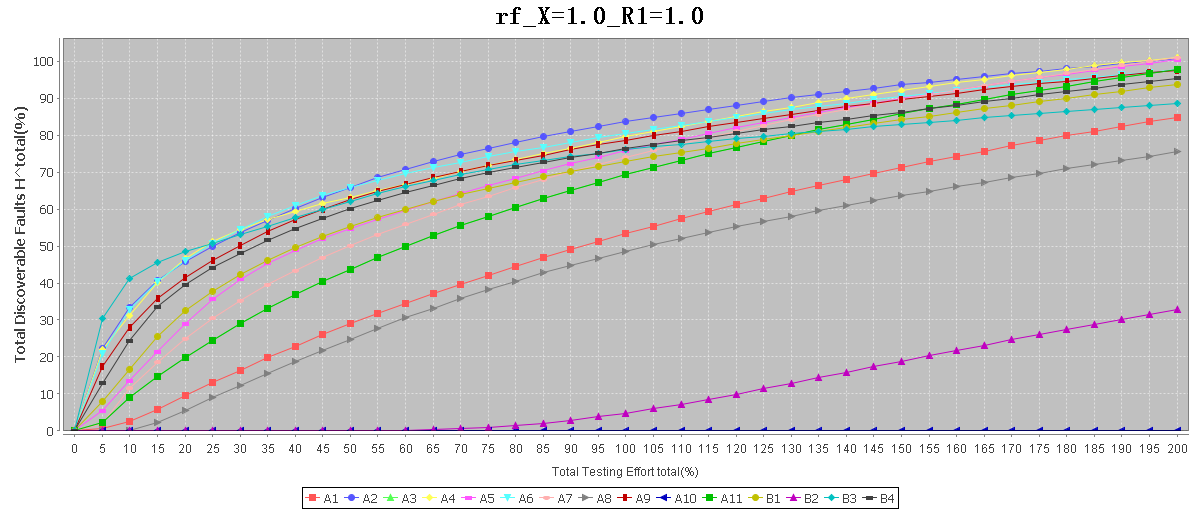 rf_X=1.0_R1=1.0
Total Discoverable Faults H^total(%)
100
90
80
70
60
50
40
30
20
10
0
0 5 10 15 20 25 30 35 40 45 50 55 60 65 70 75 80 85 90 95 100 105 110 115 120 125 130 135 140 145 150 155 160 165 170 175 180 185 190 195 200
Total Testing Effort total(%)
A1 A2 A3 A4 A5 A6 A7 A8 A9 A10 A11 B1 B2 B3 B4